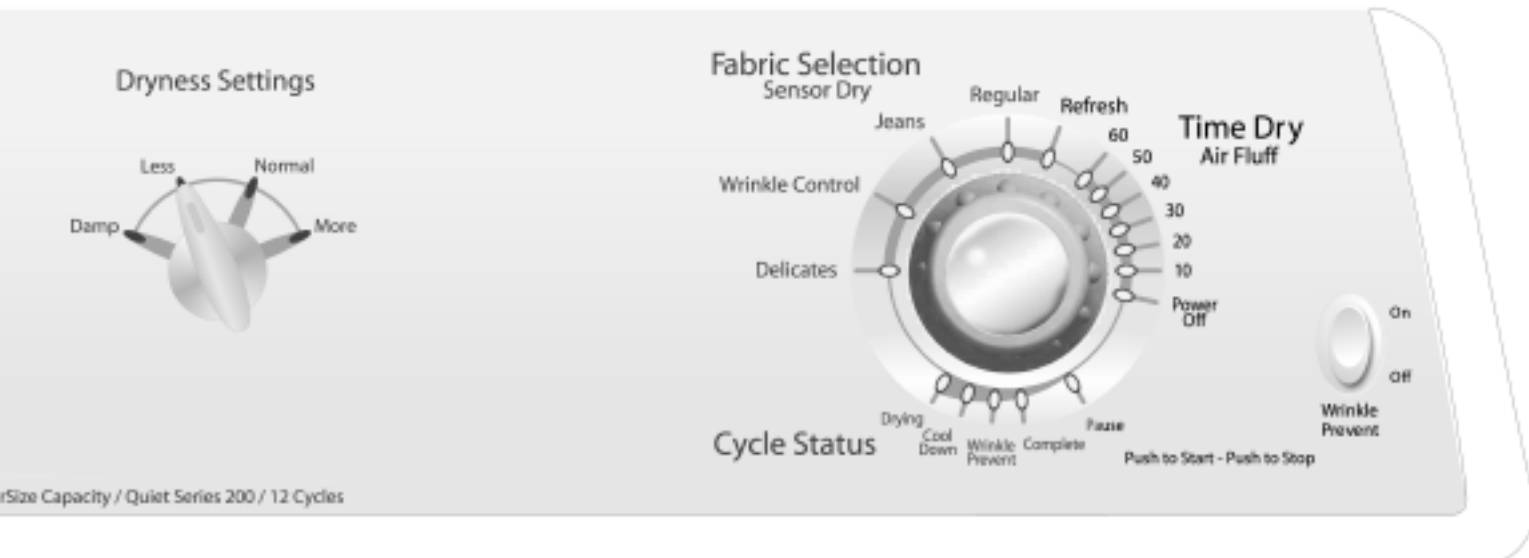 Dryness Settings
Less
Normal
Damp
More
Fabric Selection
Sensor Dry
Regular
Refresh
Jeans
Wrinkle Control
Delicates
Time Dry
Air Fluff
60
50
40
30
20
10
Power
Off
Drying
Cool
Down
Wrinkle
Prevent
Complete
Pause
Cycle Status
Push to Start - Push to Stop
On
Off
Wrinkle
Prevent
rSize Capacity / Quiet Series 200 / 12 Cycles